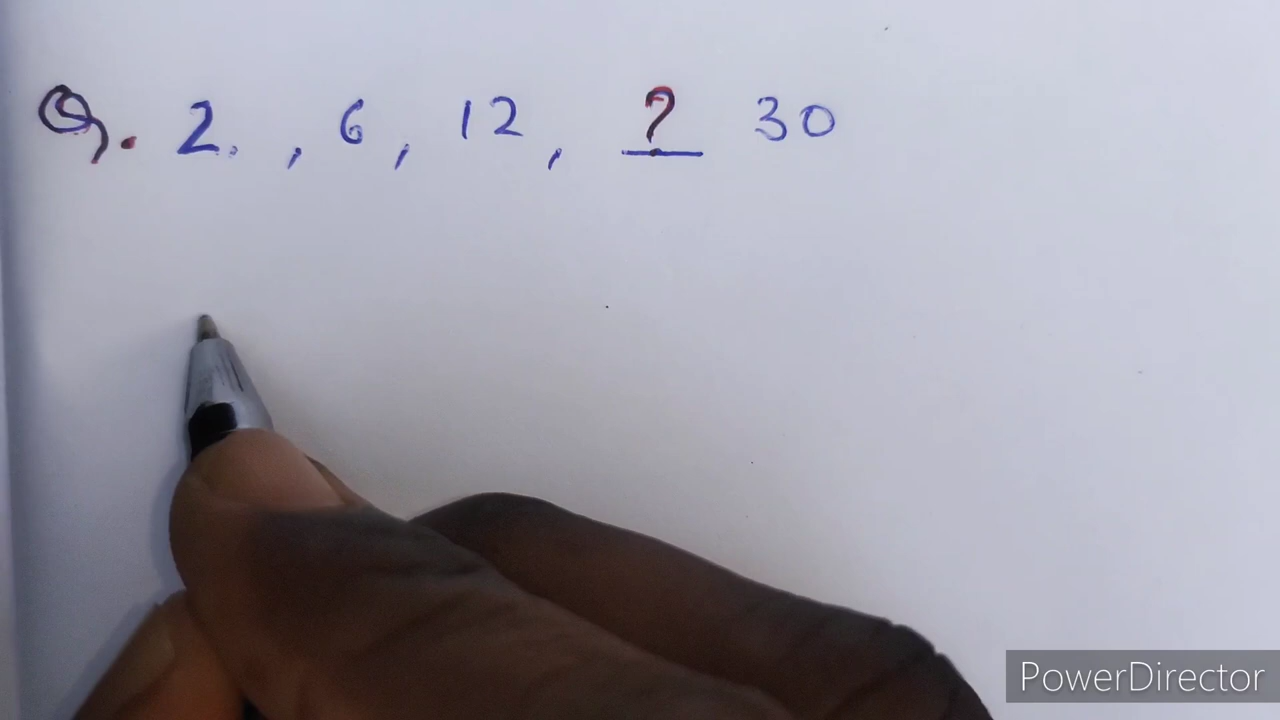 Q. 2. , 6, 12, ? 30
PowerDirector